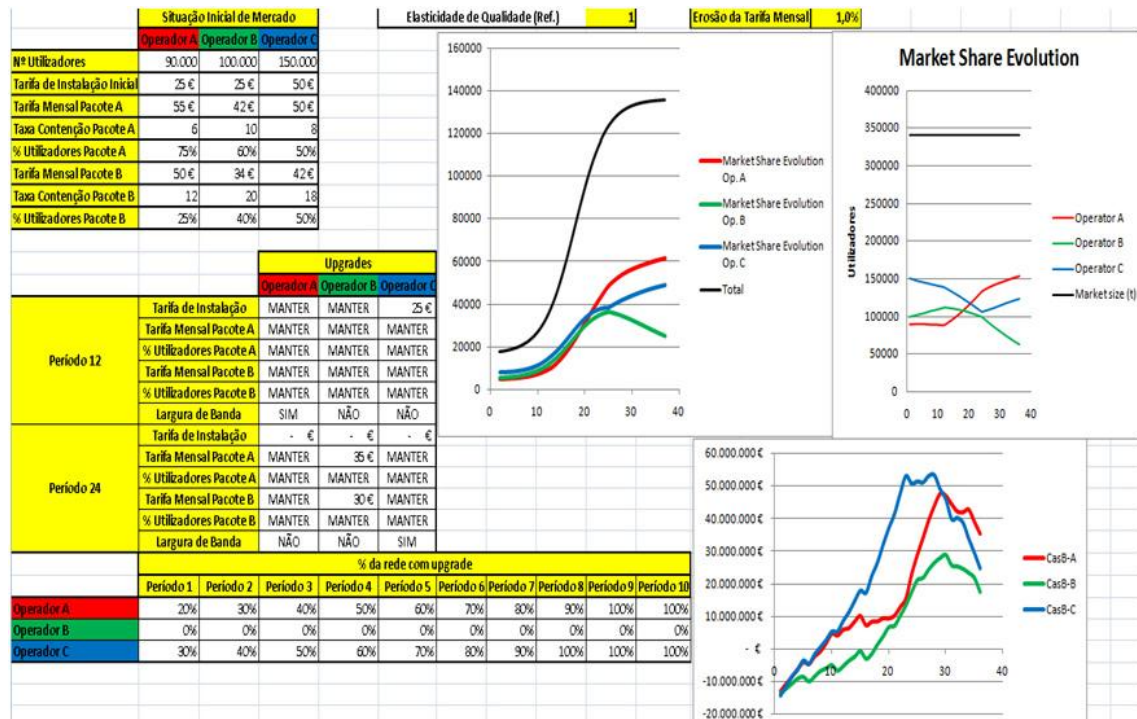 Situação Inicial de Mercado
Operador A Operador B Operador C
Nº Utilizadores 90.000 100.000 150.000
Tarifa de Instalação Inicial 25 € 25 € 50 €
Tarifa Mensal Pacote A 55 € 42 € 50 €
Taxa Contenção Pacote A 6 10 8
% Utilizadores Pacote A 75% 60% 50%
Tarifa Mensal Pacote B 50 € 34 € 42 €
Taxa Contenção Pacote B 12 20 18
% Utilizadores Pacote B 25% 40% 50%
Elasticidade de Qualidade (Ref.) 1
Erosão da Tarifa Mensal 1,0%
160000
140000
120000
100000
80000
60000
40000
20000
0
0 10 20 30 40
Market Share Evolution
Op. A
Market Share Evolution
Op. B
Market Share Evolution
Op. C
Total
Market Share Evolution
Utilizadores
400000
350000
300000
250000
200000
150000
100000
50000
0
0 10 20 30 40
Operator A
Operator B
Operator C
Market size (t)
Upgrades
Operador A Operador B Operador C
Período 12
Tarifa de Instalação MANTER MANTER 25 €
Tarifa Mensal Pacote A MANTER MANTER MANTER
% Utilizadores Pacote A MANTER MANTER MANTER
Tarifa Mensal Pacote B MANTER MANTER MANTER
% Utilizadores Pacote B MANTER MANTER MANTER
Largura de Banda SIM NÃO NÃO
Período 24
Tarifa de Instalação - € - € - €
Tarifa Mensal Pacote A MANTER 35 € MANTER
% Utilizadores Pacote A MANTER MANTER MANTER
Tarifa Mensal Pacote B MANTER 30 € MANTER
% Utilizadores Pacote B MANTER MANTER MANTER
Largura de Banda NÃO NÃO SIM
% da rede com upgrade
Período 1 Período 2 Período 3 Período 4 Período 5 Período 6 Período 7 Período 8 Período 9 Período 10
Operador A 20% 30% 40% 50% 60% 70% 80% 90% 100% 100%
Operador B 0% 0% 0% 0% 0% 0% 0% 0% 0% 0%
Operador C 30% 40% 50% 60% 70% 80% 90% 100% 100% 100%
60.000.000 €
50.000.000 €
40.000.000 €
30.000.000 €
20.000.000 €
10.000.000 €
- €
-10.000.000 €
-20.000.000 €
0 10 20 30 40
CasB-A
CasB-B
CasB-C